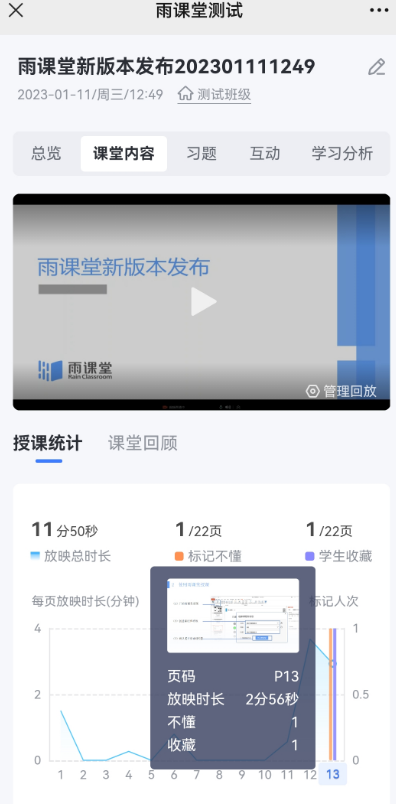 雨课堂测试
雨课堂新版本发布202301111249
2023-01-11/周三/12:49 测试班级
总览 课堂内容 习题 互动 学习分析
雨课堂新版本发布
雨课堂
Rain Classroom
管理回放
授课统计 课堂回顾
11分50秒 1/22页 1/22页
放映总时长 标记不懂 学生收藏
每页放映时长(分钟) 标记人次
页码 P13
放映时长 2分56秒
不懂 1
收藏 1
4 1
2 0.5
0 0
1 2 3 4 5 6 7 8 9 10 11 12 13